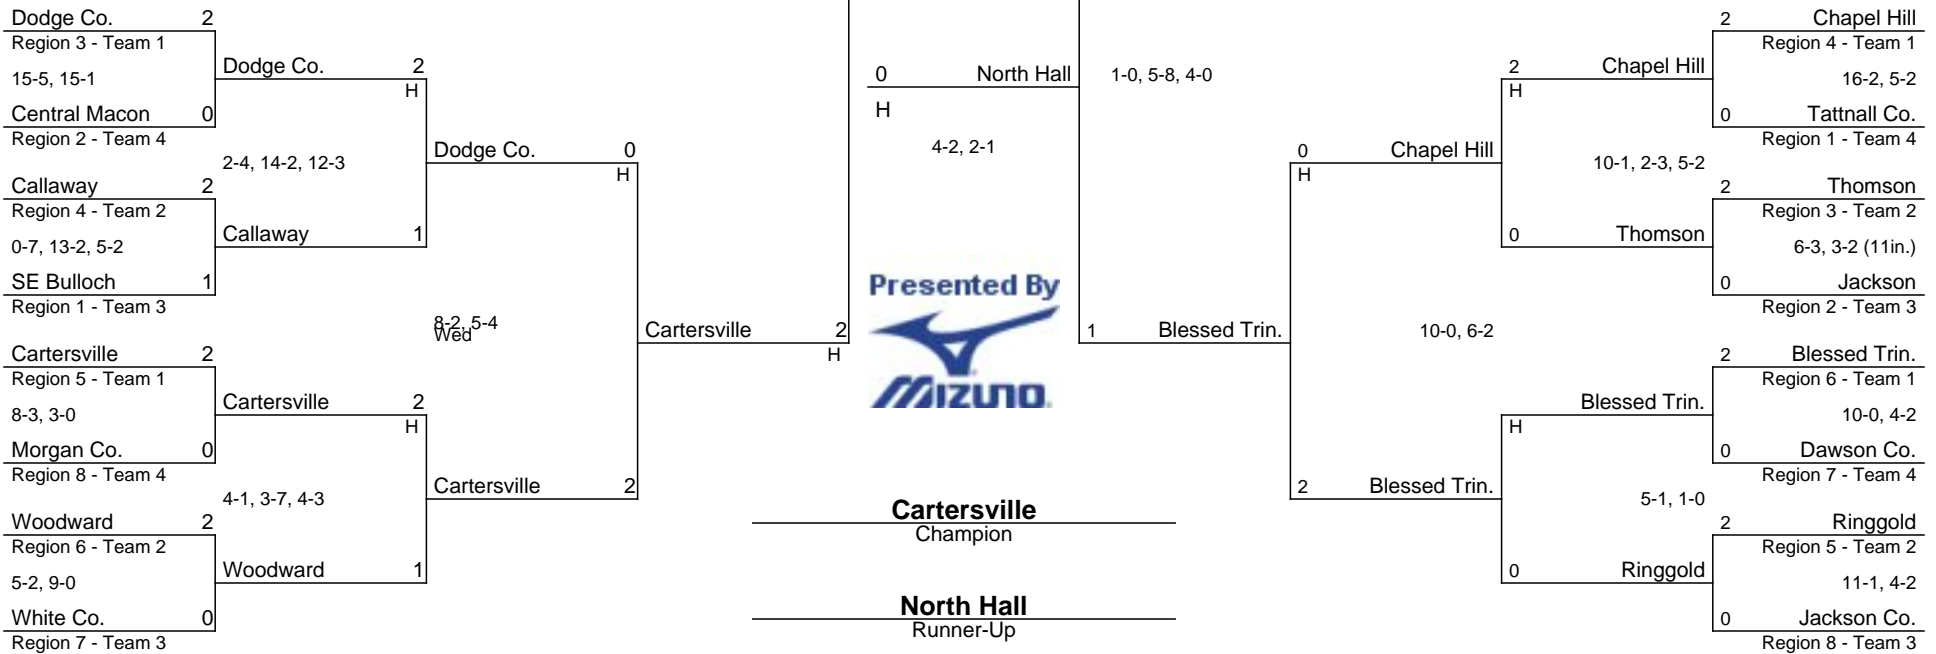 Dodge Co. 2
Region 3 - Team 1
15-5, 15-1
Central Macon 0
Region 2 - Team 4
Callaway 2
Region 4 - Team 2
0-7, 13-2, 5-2
SE Bulloch 1
Region 1 - Team 3
Cartersville 2
Region 5 - Team 1
8-3, 3-0
Morgan Co. 0
Region 8 - Team 4
Woodward 2
Region 6 - Team 2
5-2, 9-0
White Co. 0
Region 7 - Team 3
Dodge Co. 2
H
2-4, 14-2, 12-3
Callaway 1
Cartersville 2
H
4-1, 3-7, 4-3
Woodward 1
Dodge Co. 0
H
8-2, 5-4
Wed
Cartersville 2
Cartersville 2
H
0 North Hall
H
4-2, 2-1
Presented By
MIZUNO
Cartersville
Champion
North Hall
Runner-Up
1-0, 5-8, 4-0
1 Blessed Trin.
0 Chapel Hill
H
10-0, 6-2
2 Blessed Trin.
2 Chapel Hill
H
10-1, 2-3, 5-2
0 Thomson
Blessed Trin.
H
5-1, 1-0
0 Ringgold
2 Chapel Hill
Region 4 - Team 1
16-2, 5-2
0 Tattnall Co.
Region 1 - Team 4
2 Thomson
Region 3 - Team 2
6-3, 3-2 (11in.)
0 Jackson
Region 2 - Team 3
2 Blessed Trin.
Region 6 - Team 1
10-0, 4-2
0 Dawson Co.
Region 7 - Team 4
2 Ringgold
Region 5 - Team 2
11-1, 4-2
0 Jackson Co.
Region 8 - Team 3